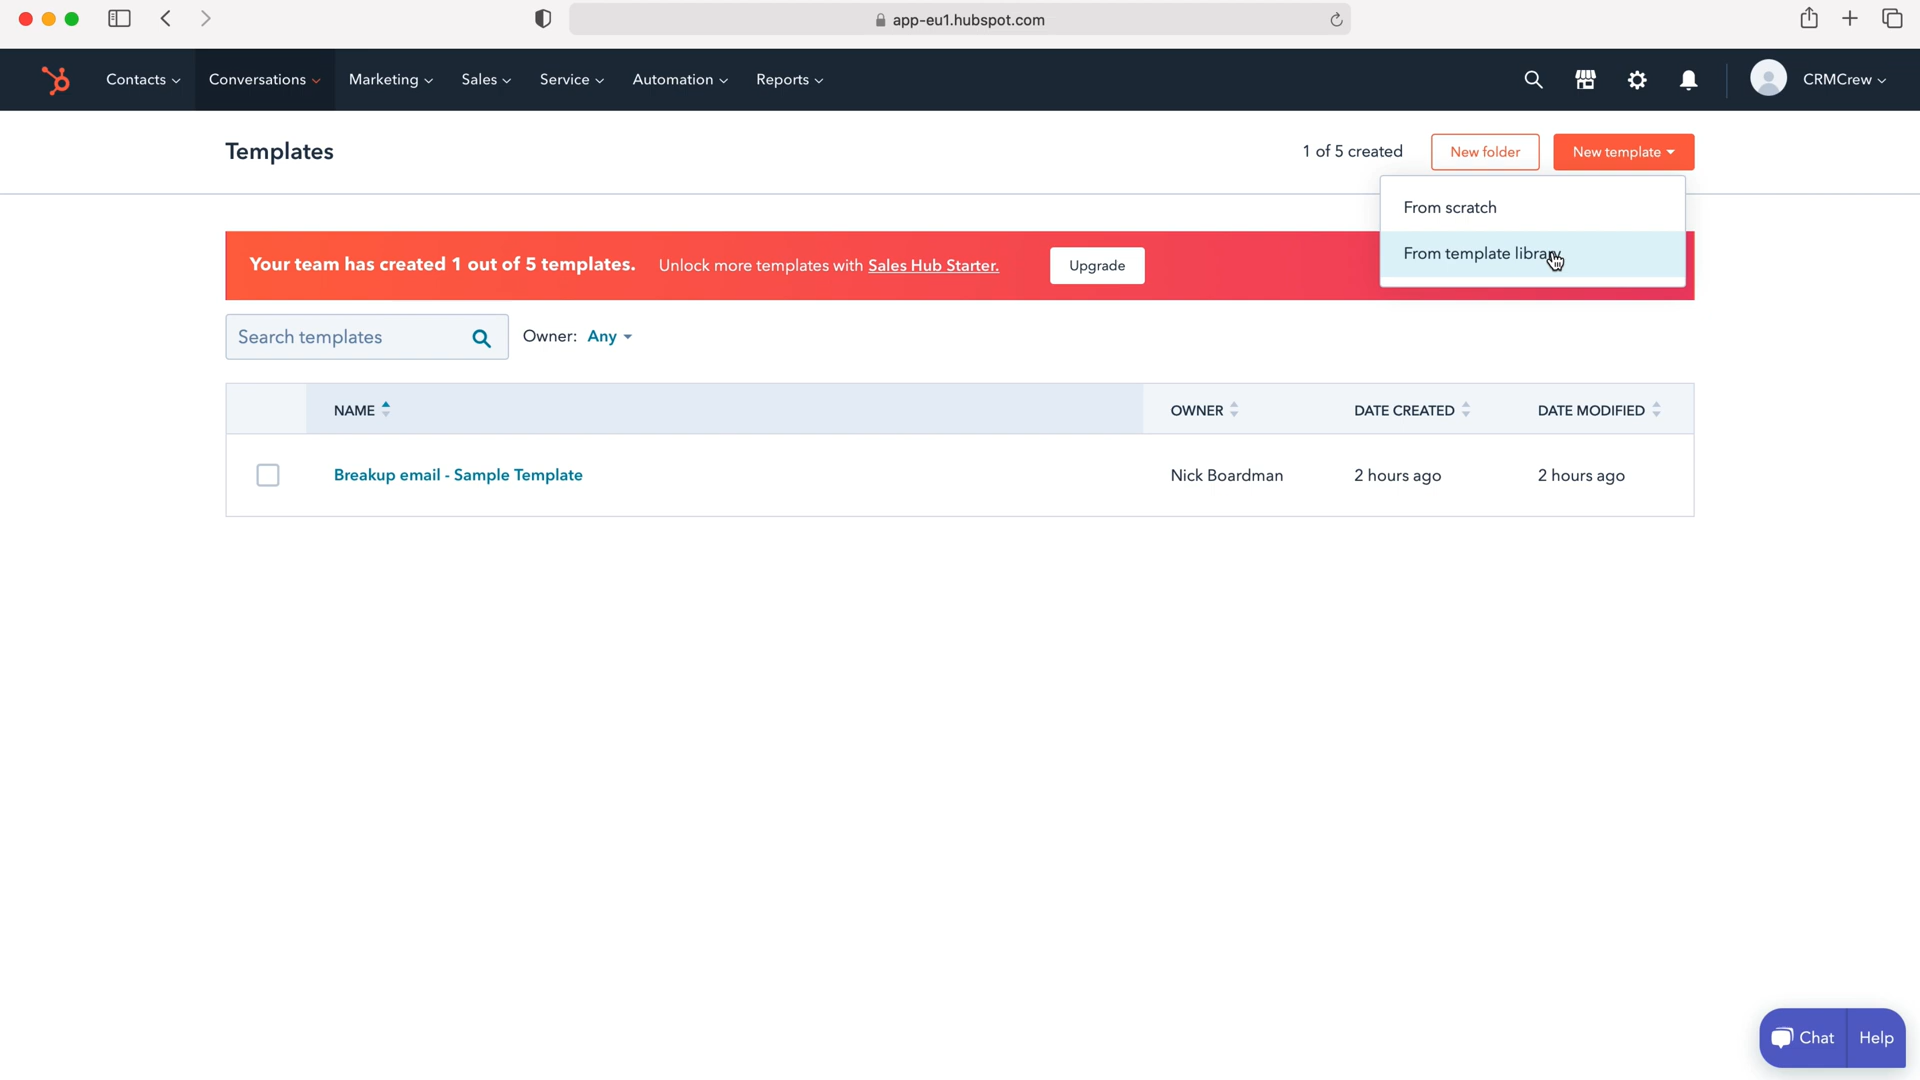 app-eu1.hubspot.com
Contacts Conversations Marketing Sales Service Automation Reports CRMCrew
Templates 1 of 5 created New folder New template
From scratch
From template library
Your team has created 1 out of 5 templates. Unlock more templates with Sales Hub Starter. Upgrade
Search templates Owner: Any
NAME OWNER DATE CREATED DATE MODIFIED
Breakup email - Sample Template Nick Boardman 2 hours ago 2 hours ago
Chat Help